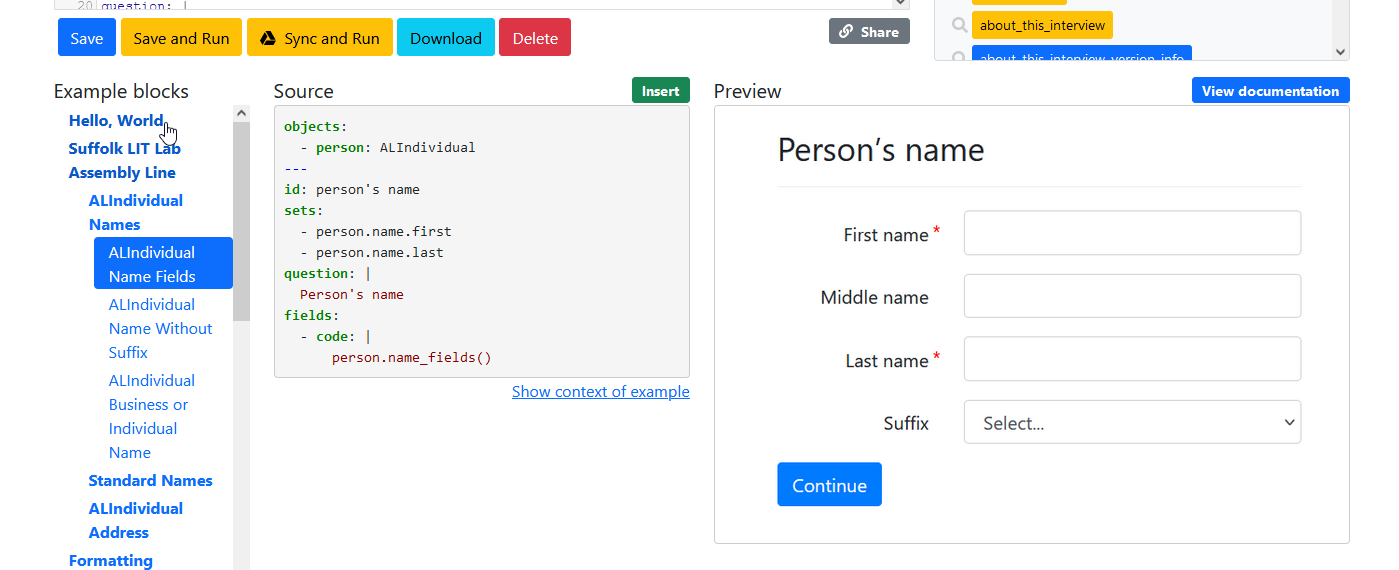 20 question: |
Save
Save and Run
Sync and Run
Download
Delete
Share
about_this_interview
about_this_interview_version_info
Example blocks
Hello, World
Suffolk LIT Lab
Assembly Line
ALIndividual
Names
ALIndividual
Name Fields
ALIndividual
Name Without
Suffix
ALIndividual
Business or
Individual
Name
Standard Names
ALIndividual
Address
Formatting
Source
Insert
objects:
  - person: ALIndividual
---
id: person's name
sets:
  - person.name.first
  - person.name.last
question: |
  Person's name
fields:
  - code: |
      person.name_fields()
Show context of example
Preview
View documentation
Person’s name
First name *
Middle name
Last name *
Suffix
Select...
Continue